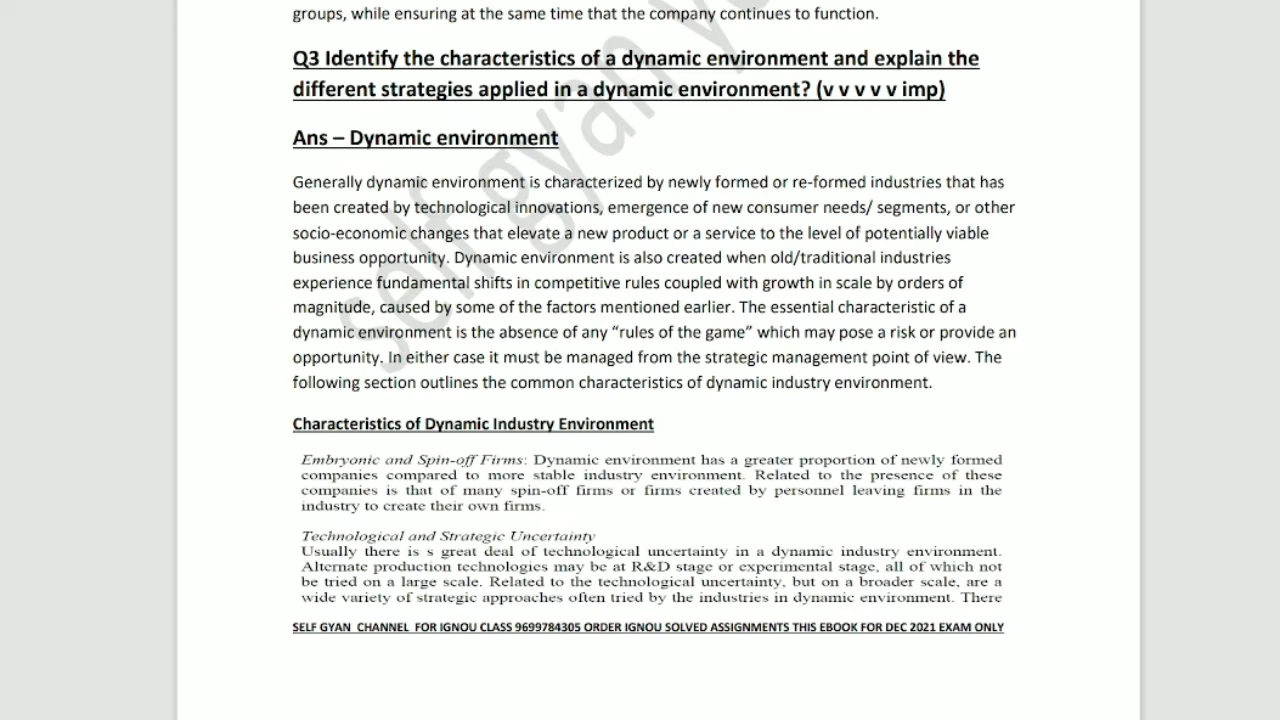 groups, while ensuring at the same time that the company continues to function.
Q3 Identify the characteristics of a dynamic environment and explain the
different strategies applied in a dynamic environment? (v v v v v imp)
Ans – Dynamic environment
Generally dynamic environment is characterized by newly formed or re-formed industries that has
been created by technological innovations, emergence of new consumer needs/ segments, or other
socio-economic changes that elevate a new product or a service to the level of potentially viable
business opportunity. Dynamic environment is also created when old/traditional industries
experience fundamental shifts in competitive rules coupled with growth in scale by orders of
magnitude, caused by some of the factors mentioned earlier. The essential characteristic of a
dynamic environment is the absence of any “rules of the game” which may pose a risk or provide an
opportunity. In either case it must be managed from the strategic management point of view. The
following section outlines the common characteristics of dynamic industry environment.
Characteristics of Dynamic Industry Environment
Embryonic and Spin-off Firms: Dynamic environment has a greater proportion of newly formed
companies compared to more stable industry environment. Related to the presence of these
companies is that of many spin-off firms or firms created by personnel leaving firms in the
industry to create their own firms.
Technological and Strategic Uncertainty
Usually there is s great deal of technological uncertainty in a dynamic industry environment.
Alternate production technologies may be at R&D stage or experimental stage, all of which not
be tried on a large scale. Related to the technological uncertainty, but on a broader scale, are a
wide variety of strategic approaches often tried by the industries in dynamic environment. There
SELF GYAN CHANNEL FOR IGNOU CLASS 9699784305 ORDER IGNOU SOLVED ASSIGNMENTS THIS EBOOK FOR DEC 2021 EXAM ONLY
self gyan